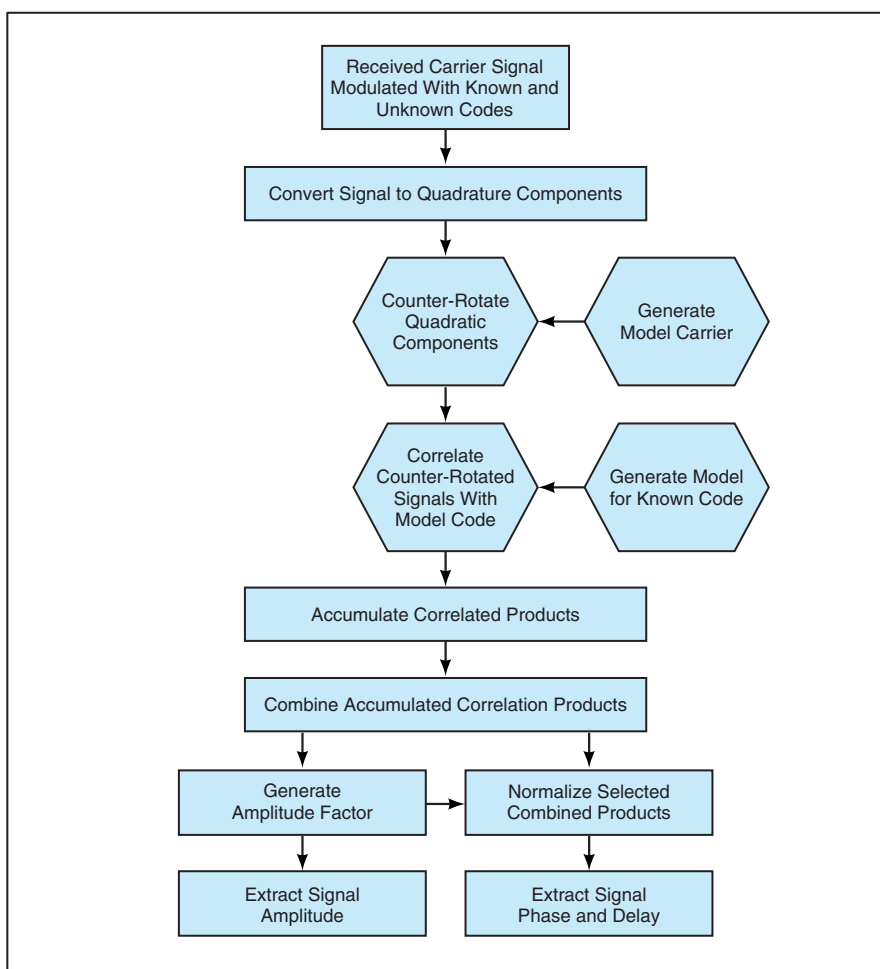 Received Carrier Signal
Modulated With Known and
Unknown Codes
Convert Signal to Quadrature Components
Counter-Rotate
Quadratic
Components
Generate
Model Carrier
Correlate
Counter-Rotated
Signals With
Model Code
Generate Model
for Known Code
Accumulate Correlated Products
Combine Accumulated Correlation Products
Generate
Amplitude Factor
Normalize Selected
Combined Products
Extract Signal
Amplitude
Extract Signal
Phase and Delay